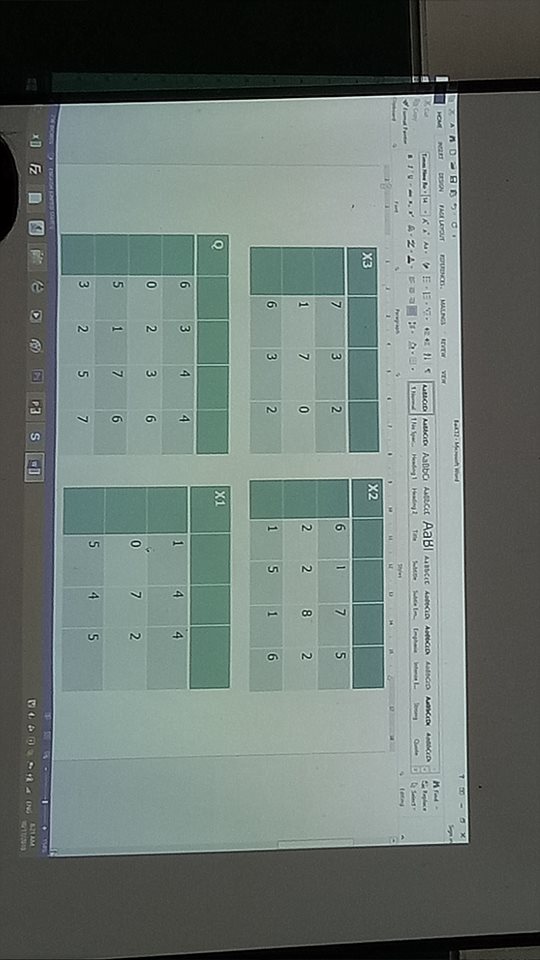 Microsoft Word
HOME INSERT DESIGN PAGE LAYOUT REFERENCES MAILINGS REVIEW VIEW
Sign in
Cut
Copy
Format Painter
Times New Ro 14
AaBbCcDc AaBbCcDc AaBbC AaBbCc AaBl AaBbCcC AaBbCcDc AaBbCcDc AaBbCcDc AaBbCcDc AaBbCcDc
1 Normal 1 No Spac... Heading 1 Heading 2 Title Subtitle Subtle Em... Emphasis Intense E... Strong Quote
Find
Replace
Select
Clipboard Font Paragraph Styles Editing
X3
7 3 2
1 7 0
6 3 2
X2
6 1 7 5
2 2 8 2
1 5 1 6
Q
6 3 4 4
0 2 3 6
5 1 7 6
3 2 5 7
X1
1 4 4
0 7 2
5 4 5
ENGLISH (UNITED STATES)
ENG
8:21 AM